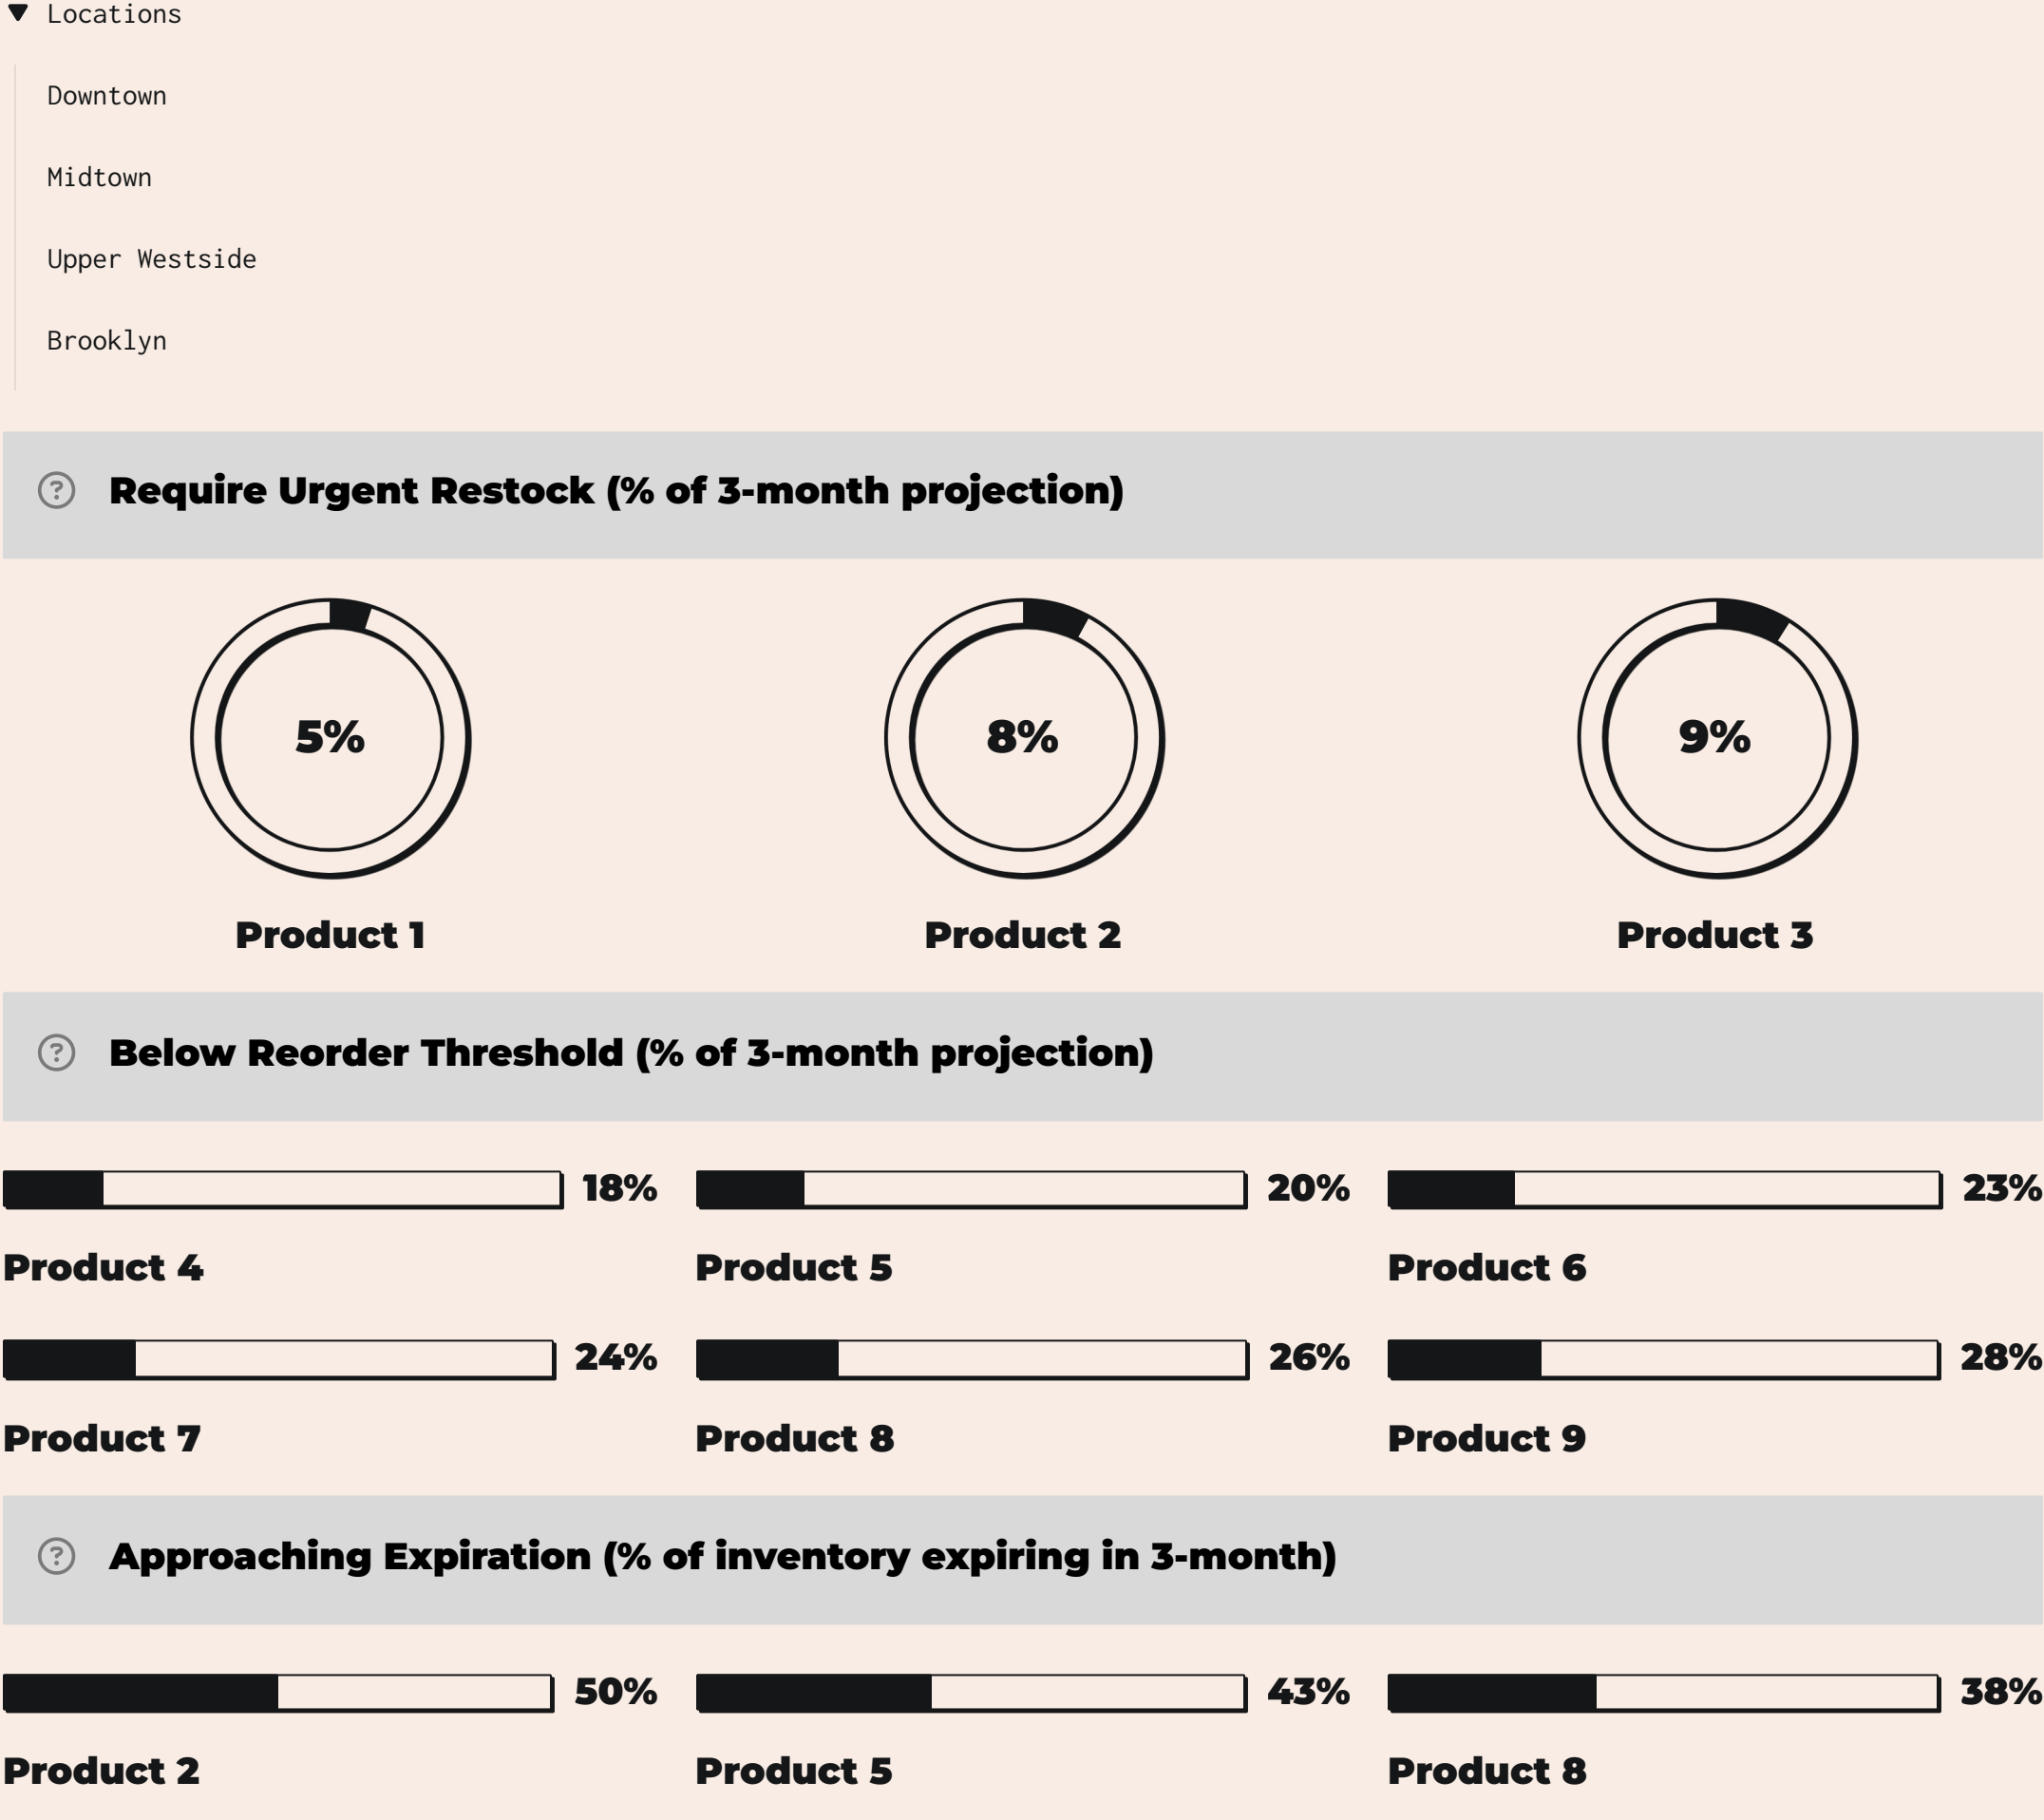 Locations
Downtown
Midtown
Upper Westside
Brooklyn
? Require Urgent Restock (% of 3-month projection)
5% 8% 9%
Product 1 Product 2 Product 3
? Below Reorder Threshold (% of 3-month projection)
18% 20% 23%
Product 4 Product 5 Product 6
24% 26% 28%
Product 7 Product 8 Product 9
? Approaching Expiration (% of inventory expiring in 3-month)
50% 43% 38%
Product 2 Product 5 Product 8